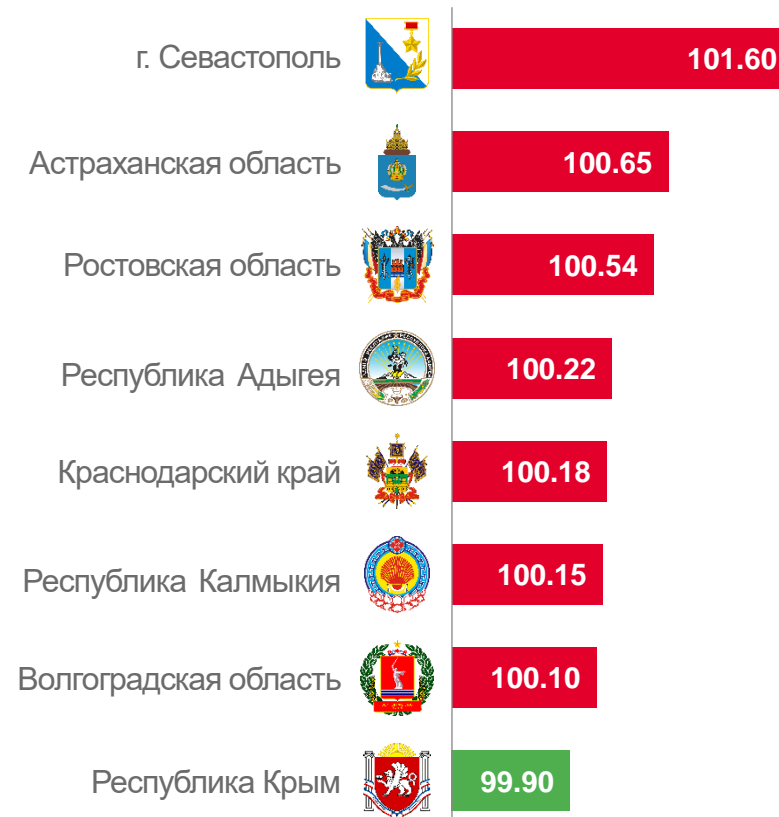 г. Севастополь 101.60
Астраханская область 100.65
Ростовская область 100.54
Республика Адыгея 100.22
Краснодарский край 100.18
Республика Калмыкия 100.15
Волгоградская область 100.10
Республика Крым 99.90